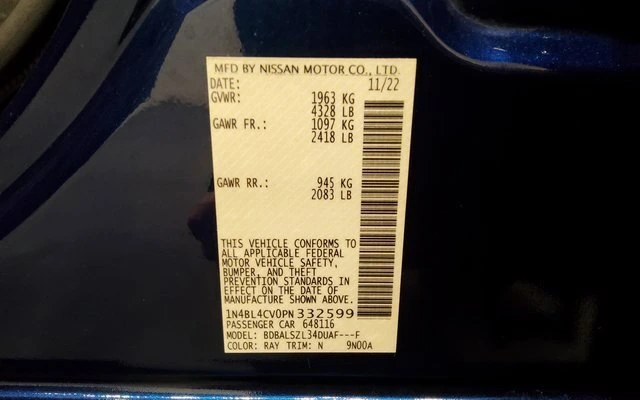 MFD BY NISSAN MOTOR CO., LTD.
DATE: 11/22
GVWR: 1963 KG
4328 LB
GAWR FR.: 1097 KG
2418 LB
GAWR RR.: 945 KG
2083 LB
THIS VEHICLE CONFORMS TO
ALL APPLICABLE FEDERAL
MOTOR VEHICLE SAFETY,
BUMPER, AND THEFT
PREVENTION STANDARDS IN
EFFECT ON THE DATE OF
MANUFACTURE SHOWN ABOVE.
1N4BL4CV0PN332599
PASSENGER CAR 648116
MODEL: BDBALSZL34DUAF---F
COLOR: RAY TRIM: N 9N00A